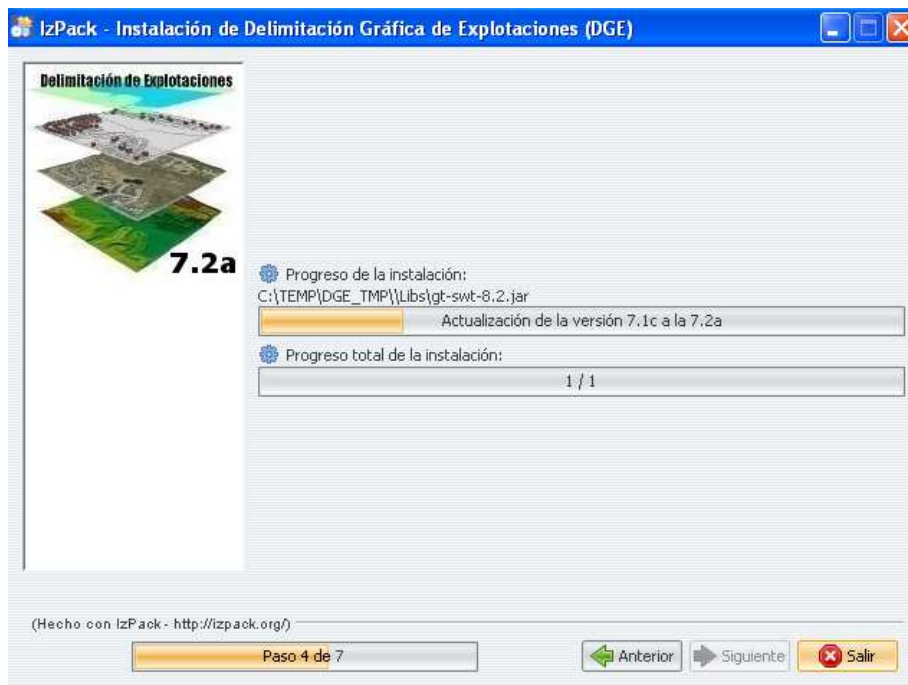 IzPack - Instalación de Delimitación Gráfica de Explotaciones (DGE)
Delimitación de Explotaciones
7.2a
Progreso de la instalación:
C:\TEMP\DGE_TMP\\Libs\gt-swt-8.2.jar
Actualización de la versión 7.1c a la 7.2a
Progreso total de la instalación:
1 / 1
(Hecho con IzPack - http://izpack.org/)
Paso 4 de 7
Anterior
Siguiente
Salir